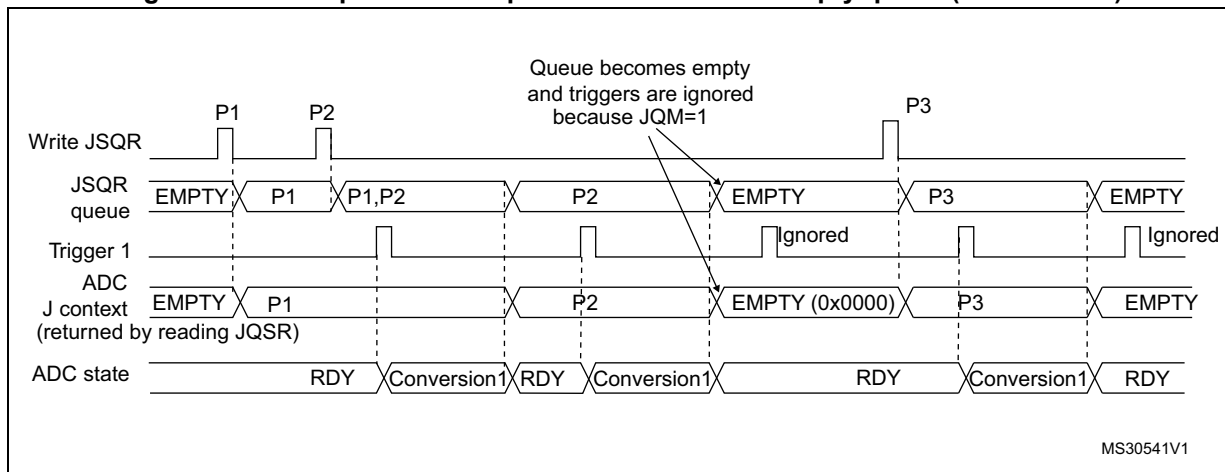 Queue becomes empty
and triggers are ignored
because JQM=1
P1 P2 P3
Write JSQR
JSQR
queue
EMPTY P1 P1,P2 P2 EMPTY P3 EMPTY
Trigger 1
Ignored Ignored
ADC
J context
(returned by reading JQSR)
EMPTY P1 P2 EMPTY (0x0000) P3 EMPTY
ADC state
RDY Conversion1 RDY Conversion1 RDY Conversion1 RDY
MS30541V1